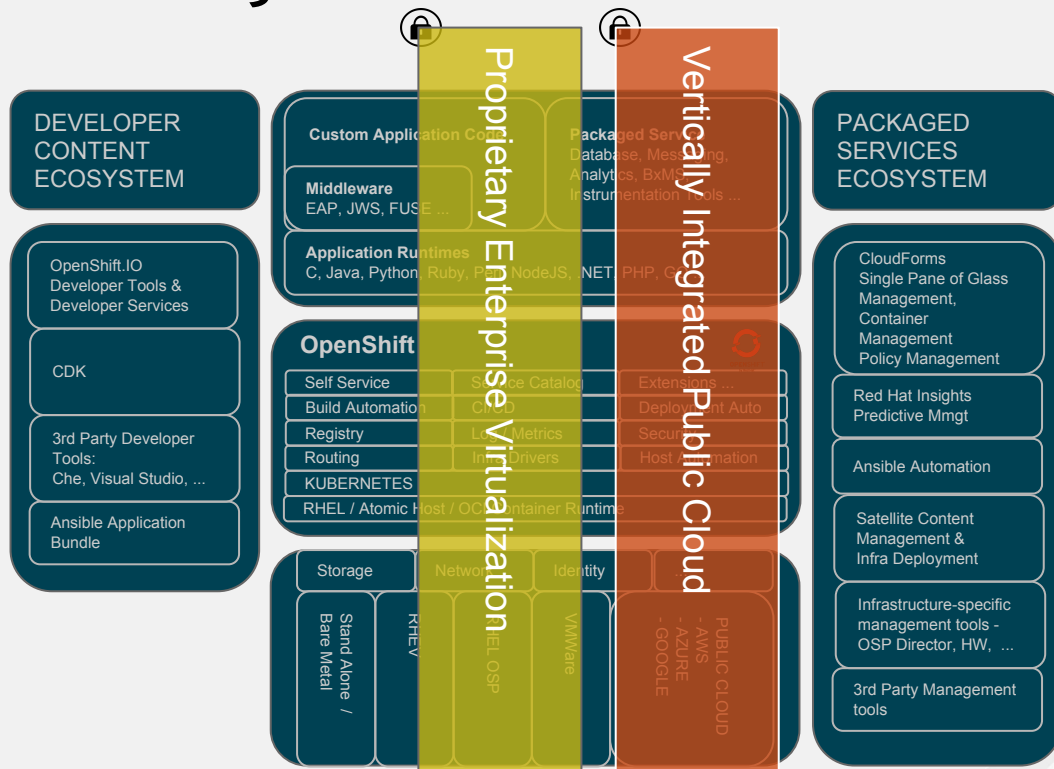 Proprietary Enterprise Virtualization
Vertically Integrated Public Cloud
DEVELOPER
CONTENT
ECOSYSTEM
OpenShift.IO
Developer Tools &
Developer Services
CDK
3rd Party Developer
Tools:
Che, Visual Studio, ...
Ansible Application
Bundle
Custom Application Code
Middleware
EAP, JWS, FUSE ...
Packaged Service
Database, Messaging,
Analytics, BxMS
Instrumentation Tools ...
Application Runtimes
C, Java, Python, Ruby, Perl, NodeJS, .NET, PHP,
OpenShift
Self Service
Service Catalog
Extensions ...
Build Automation
CI/CD
Deployment Auto
Registry
Log / Metrics
Security
Routing
Infra Drivers
Host Automation
KUBERNETES
RHEL / Atomic Host / OCI Container Runtime
Storage
Network
Identity
...
Stand Alone /
Bare Metal
RHEV
RHEL OSP
VMWare
PUBLIC CLOUD
- AWS
- AZURE
- GOOGLE
PACKAGED
SERVICES
ECOSYSTEM
CloudForms
Single Pane of Glass
Management,
Container
Management
Policy Management
Red Hat Insights
Predictive Mmgt
Ansible Automation
Satellite Content
Management &
Infra Deployment
Infrastructure-specific
management tools -
OSP Director, HW, ...
3rd Party Management
tools